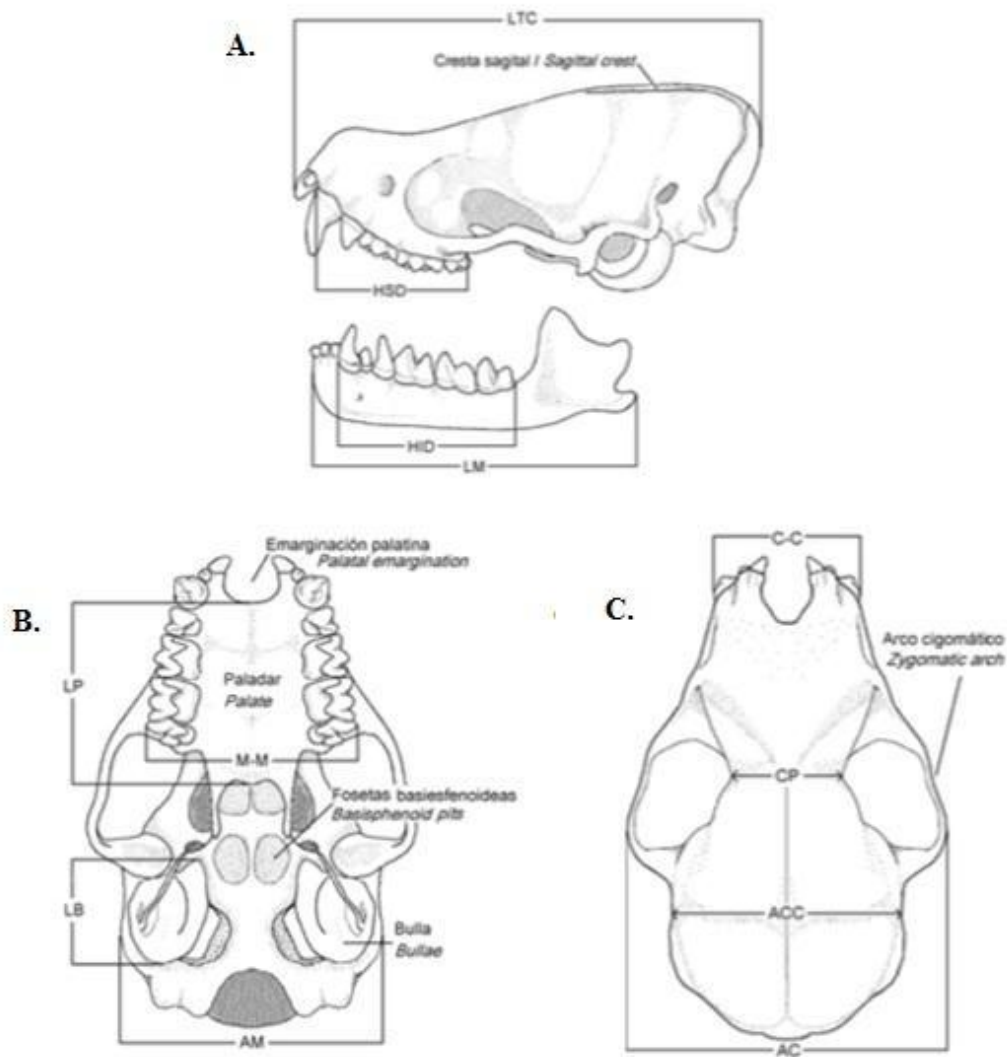 A.
LTC
Cresta sagital / Sagittal crest
HSD
HID
LM
B.
Emarginación palatina
Palatal emargination
LP
Paladar
Palate
M-M
Fosetas basiesfenoideas
Basisphenoid pits
LB
Bulla
Bullae
AM
C.
C-C
Arco cigomático
Zygomatic arch
CP
ACC
AC